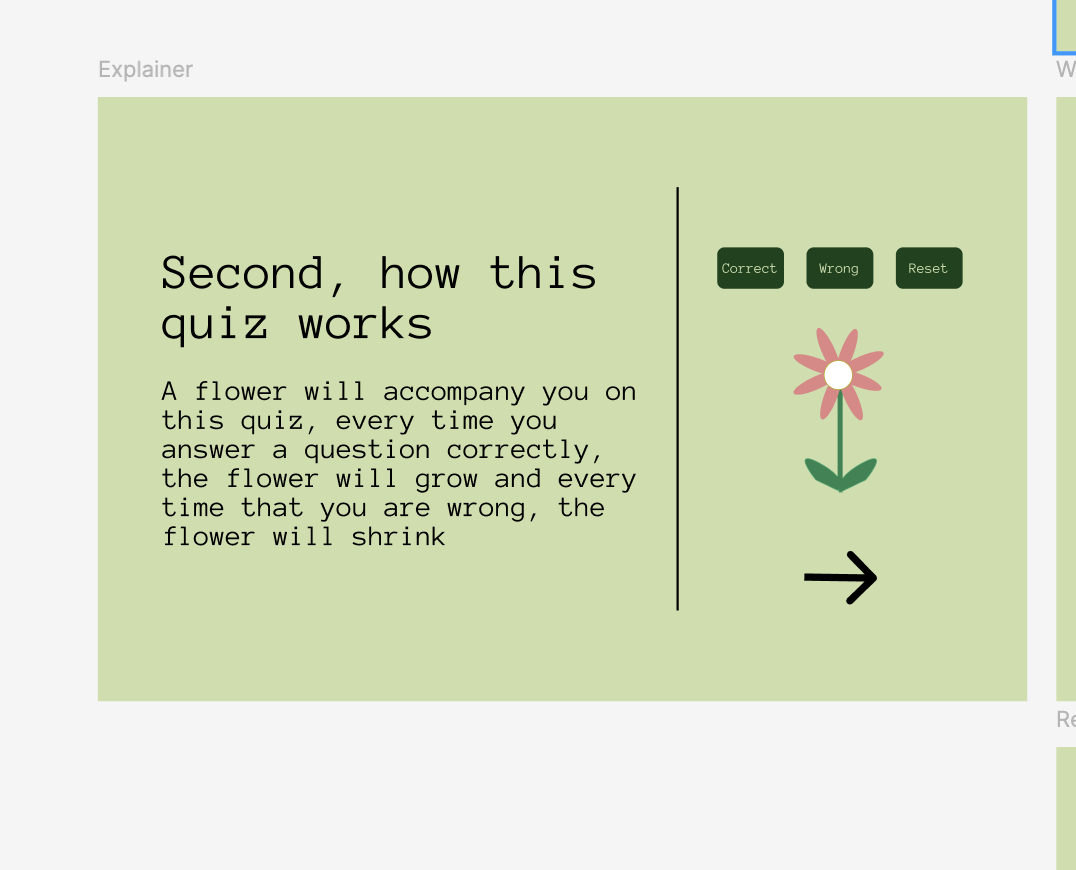 Explainer
W
Second, how this
quiz works
A flower will accompany you on
this quiz, every time you
answer a question correctly,
the flower will grow and every
time that you are wrong, the
flower will shrink
Correct
Wrong
Reset
Re